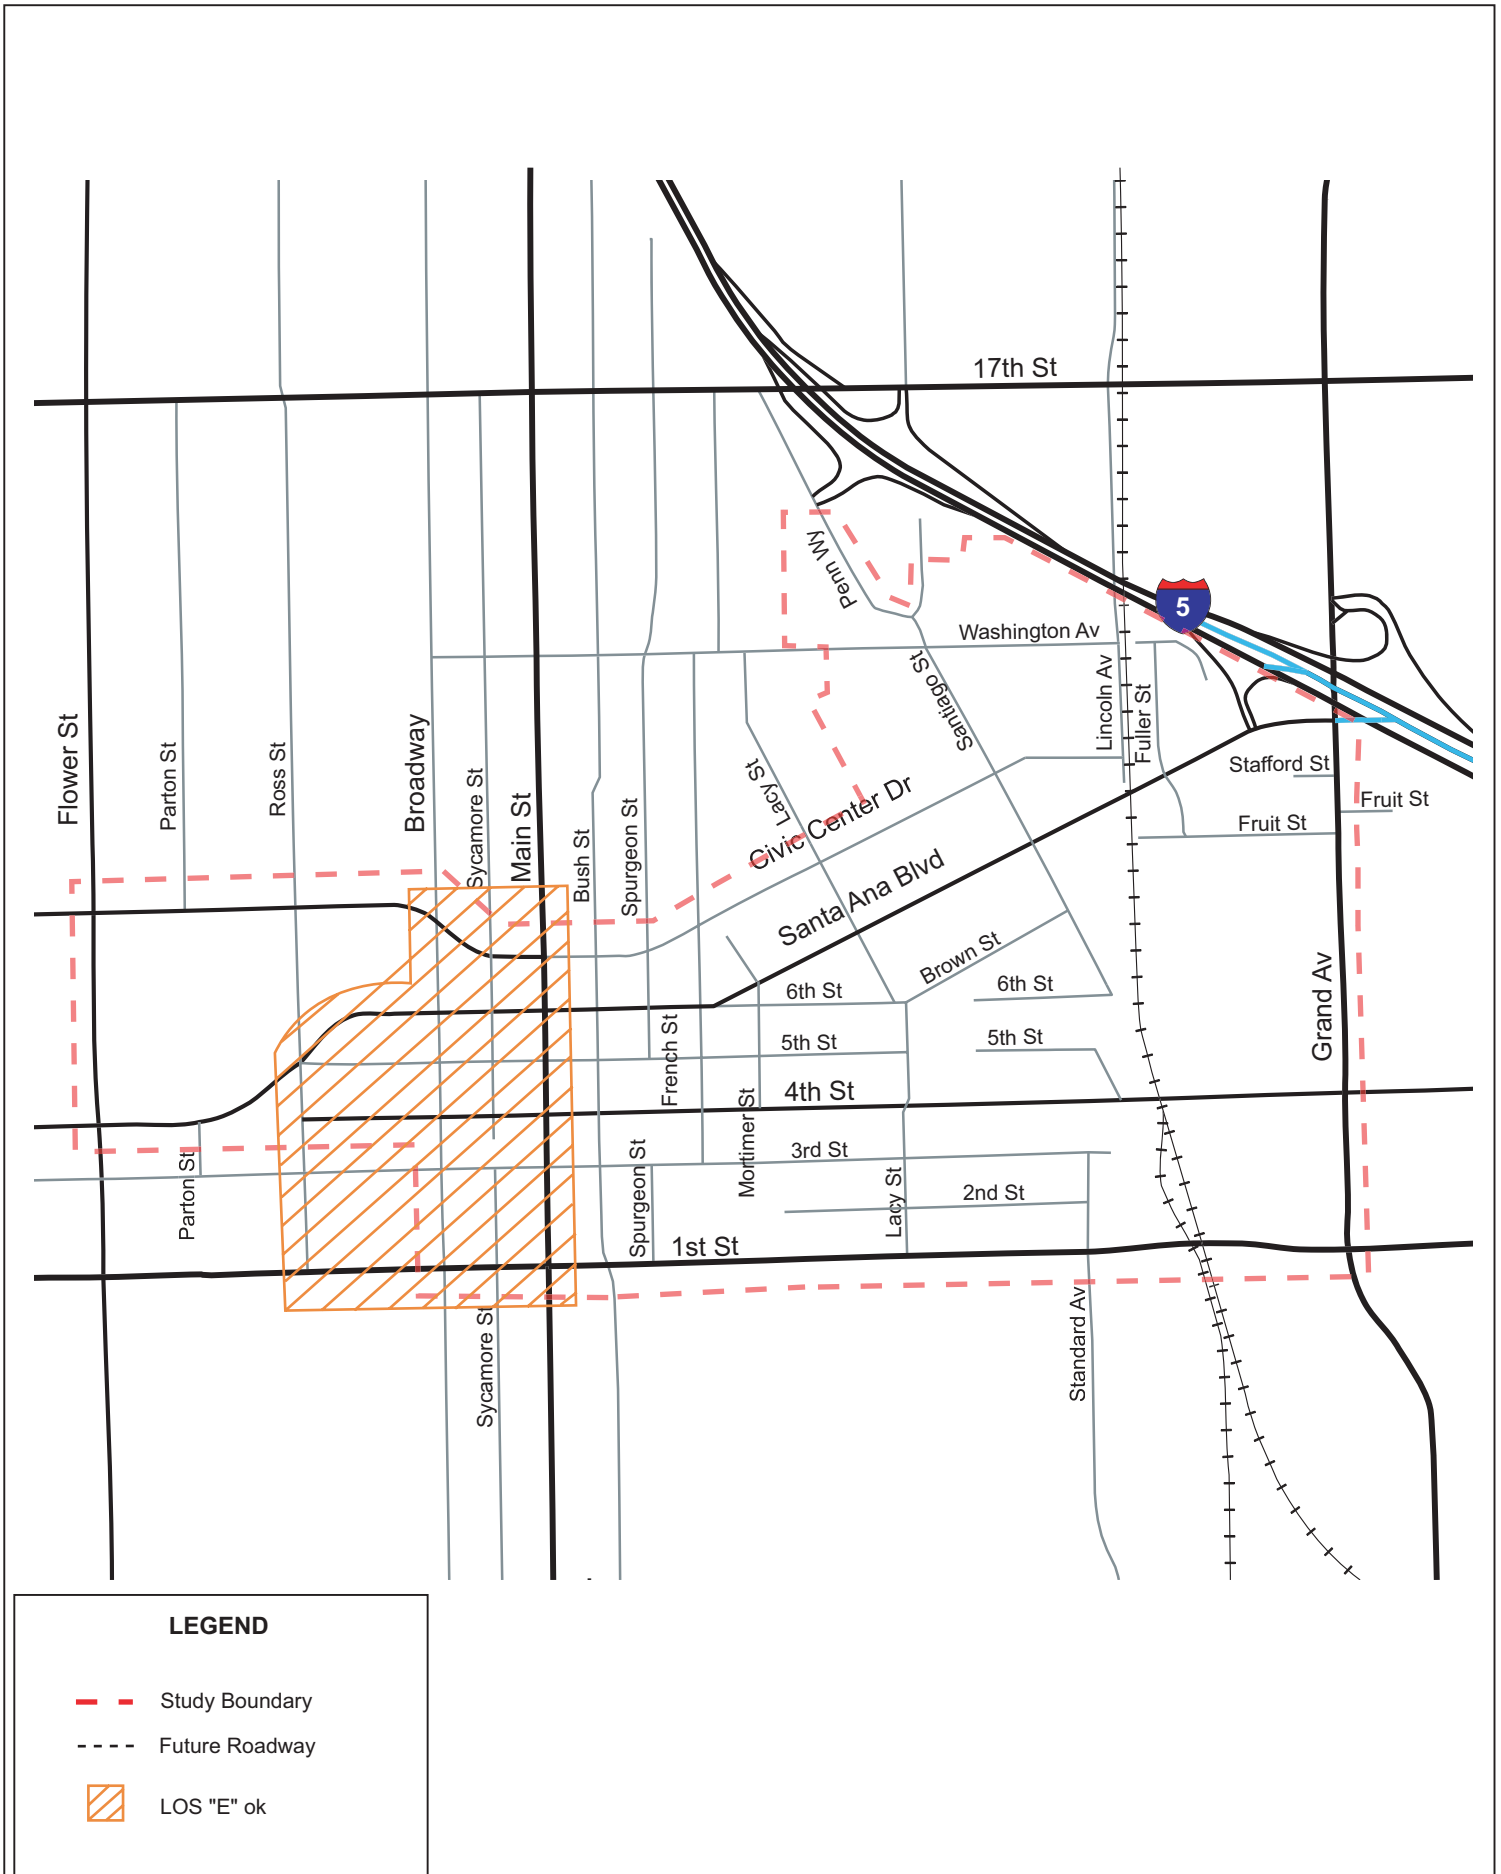 17th St
Penn Wy
5
Washington Av
Santiago St
Lincoln Av
Fuller St
Flower St
Parton St
Ross St
Broadway
Sycamore St
Main St
Bush St
Spurgeon St
Lacy St
Civic Center Dr
Stafford St
Fruit St
Fruit St
Santa Ana Blvd
Brown St
Grand Av
6th St
6th St
French St
5th St
5th St
4th St
Mortimer St
3rd St
Parton St
Spurgeon St
Lacy St
2nd St
1st St
Sycamore St
Standard Av
LEGEND
Study Boundary
Future Roadway
LOS "E" ok